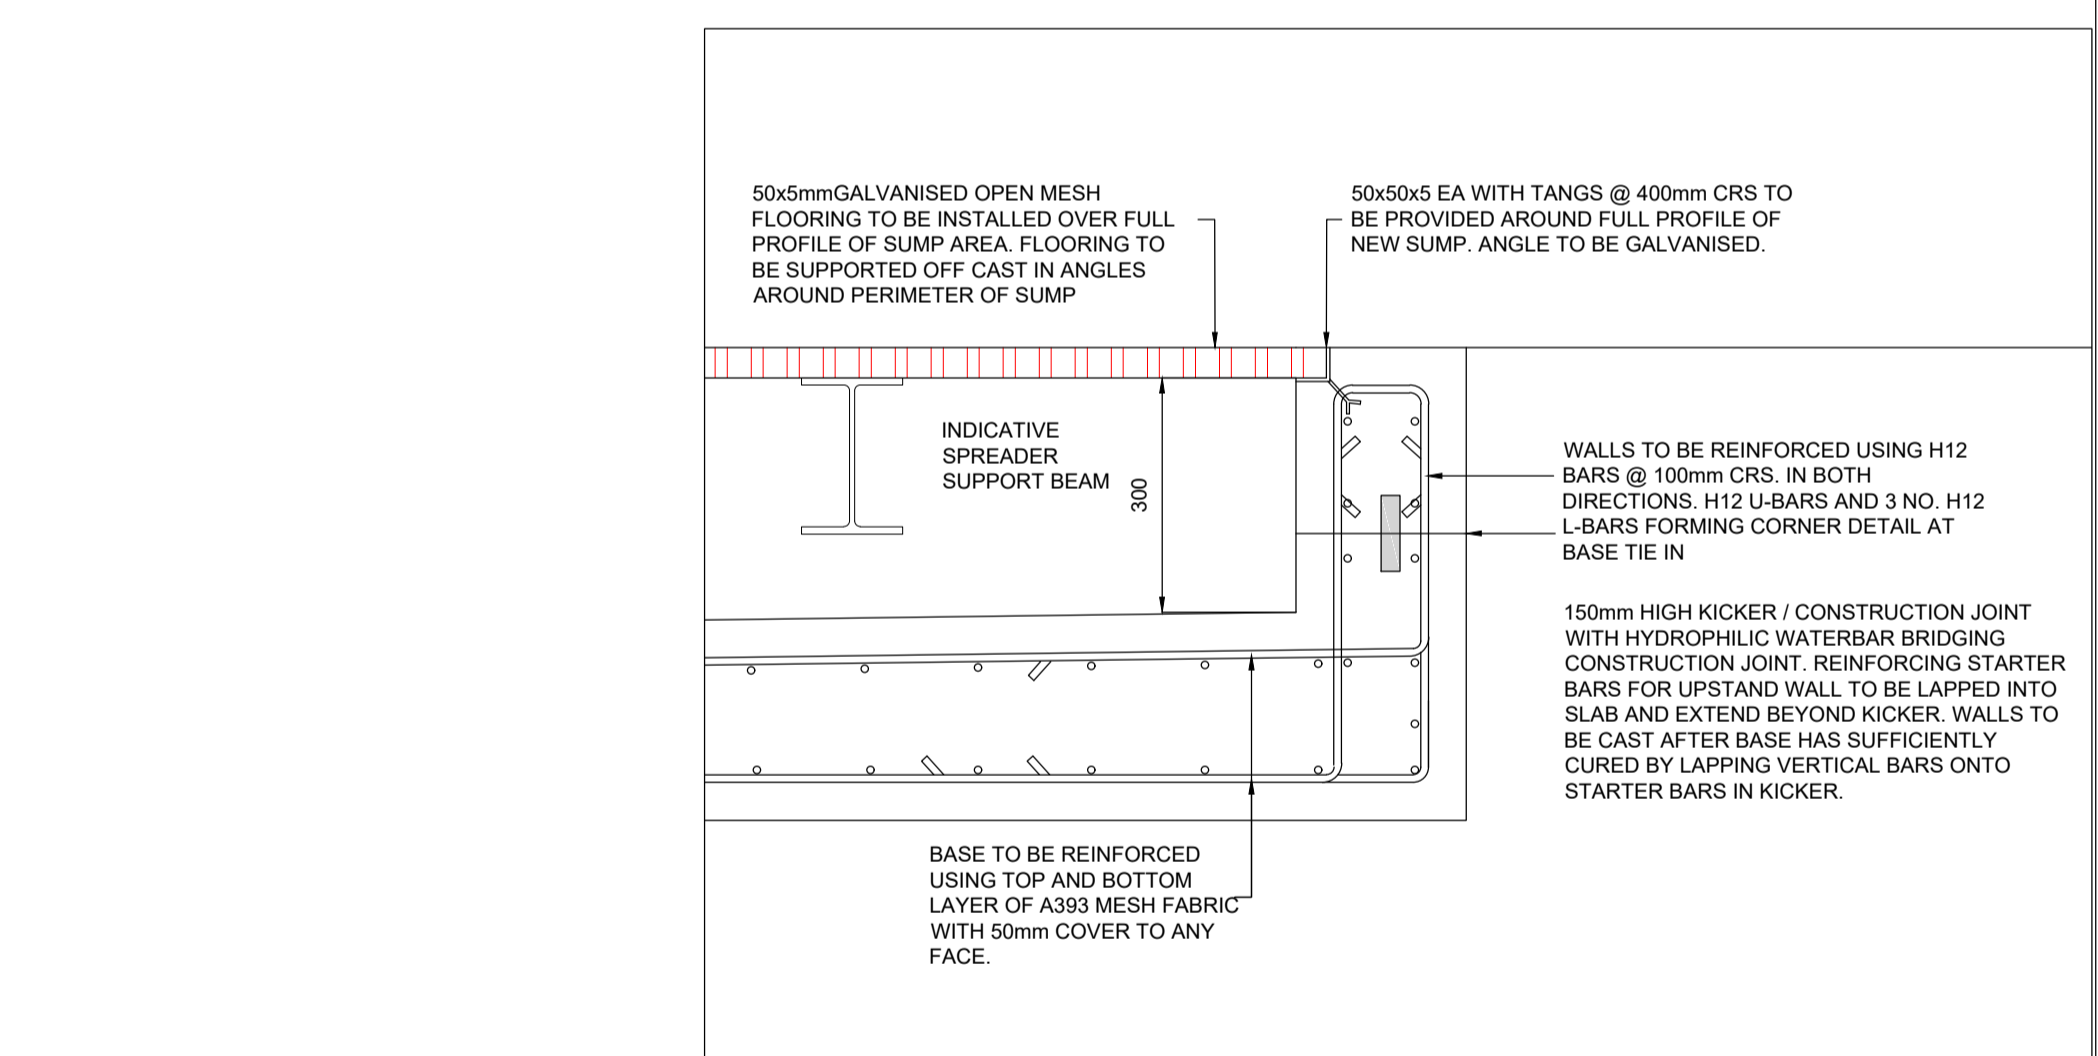 50x5mmGALVANISED OPEN MESH
FLOORING TO BE INSTALLED OVER FULL
PROFILE OF SUMP AREA. FLOORING TO
BE SUPPORTED OFF CAST IN ANGLES
AROUND PERIMETER OF SUMP
50x50x5 EA WITH TANGS @ 400mm CRS TO
BE PROVIDED AROUND FULL PROFILE OF
NEW SUMP. ANGLE TO BE GALVANISED.
INDICATIVE
SPREADER
SUPPORT BEAM
300
WALLS TO BE REINFORCED USING H12
BARS @ 100mm CRS. IN BOTH
DIRECTIONS. H12 U-BARS AND 3 NO. H12
L-BARS FORMING CORNER DETAIL AT
BASE TIE IN
150mm HIGH KICKER / CONSTRUCTION JOINT
WITH HYDROPHILIC WATERBAR BRIDGING
CONSTRUCTION JOINT. REINFORCING STARTER
BARS FOR UPSTAND WALL TO BE LAPPED INTO
SLAB AND EXTEND BEYOND KICKER. WALLS TO
BE CAST AFTER BASE HAS SUFFICIENTLY
CURED BY LAPPING VERTICAL BARS ONTO
STARTER BARS IN KICKER.
BASE TO BE REINFORCED
USING TOP AND BOTTOM
LAYER OF A393 MESH FABRIC
WITH 50mm COVER TO ANY
FACE.